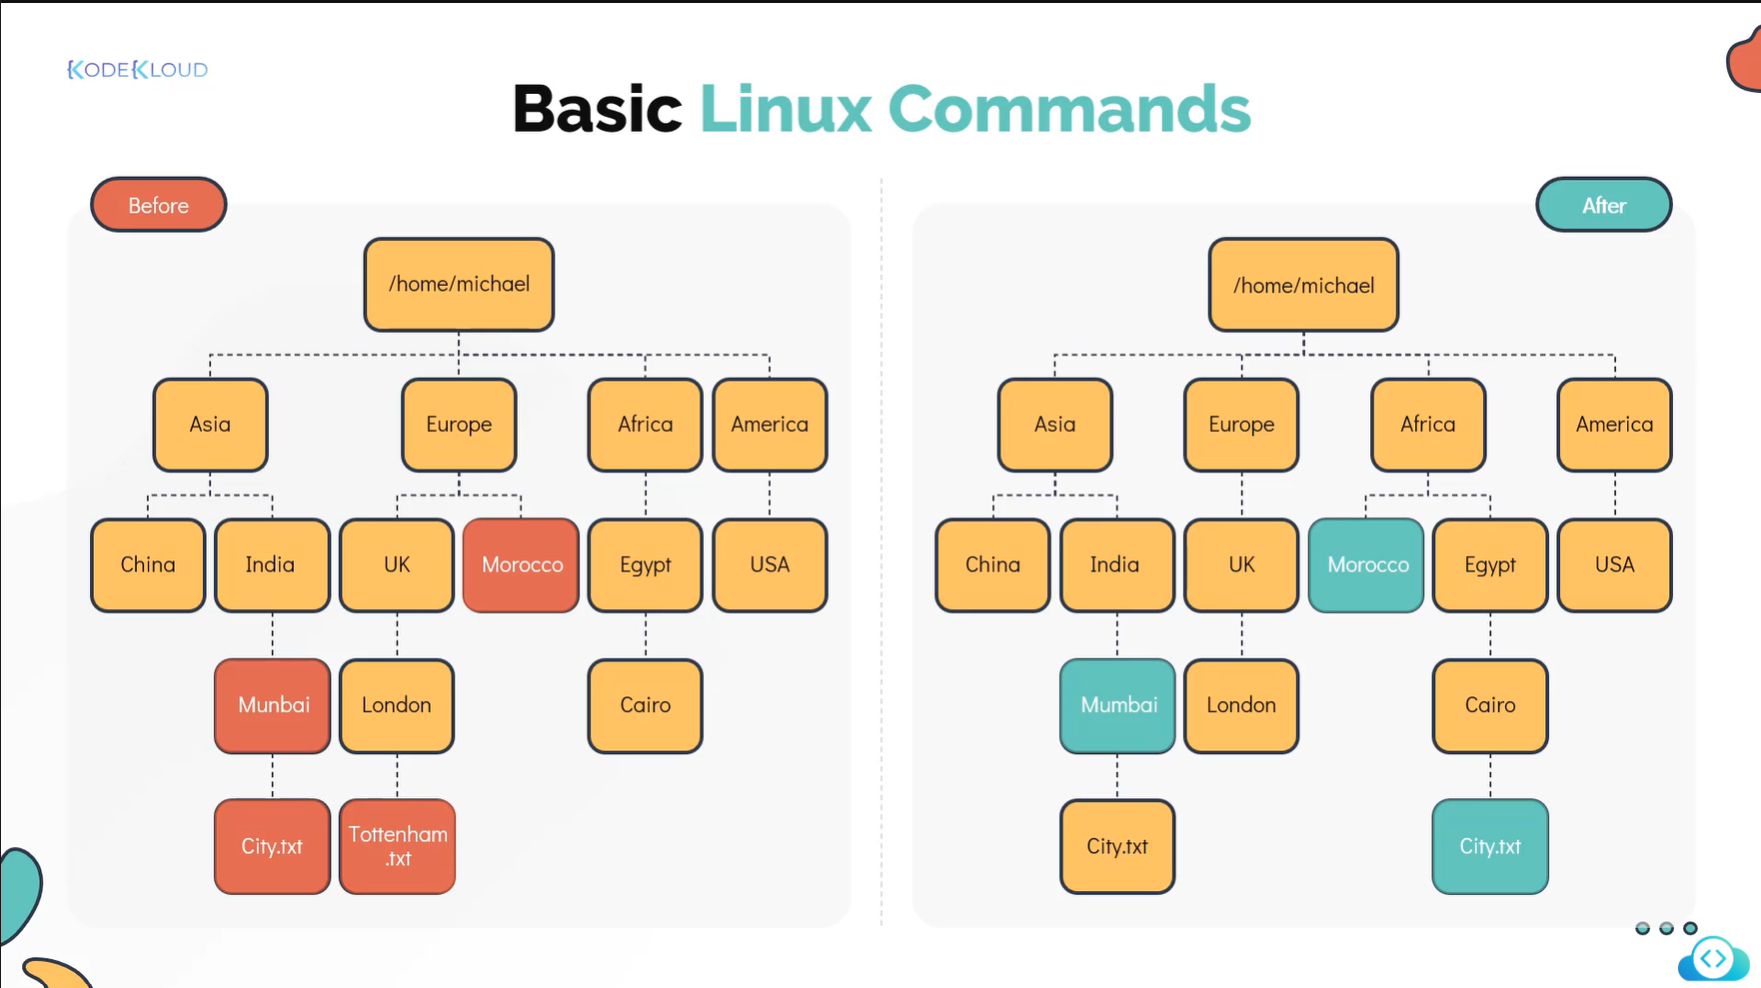 {KODE{KLOUD
Basic Linux Commands
Before
/home/michael
Asia
Europe
Africa
America
China
India
UK
Morocco
Egypt
USA
Munbai
London
Cairo
City.txt
Tottenham
.txt
After
/home/michael
Asia
Europe
Africa
America
China
India
UK
Morocco
Egypt
USA
Mumbai
London
Cairo
City.txt
City.txt